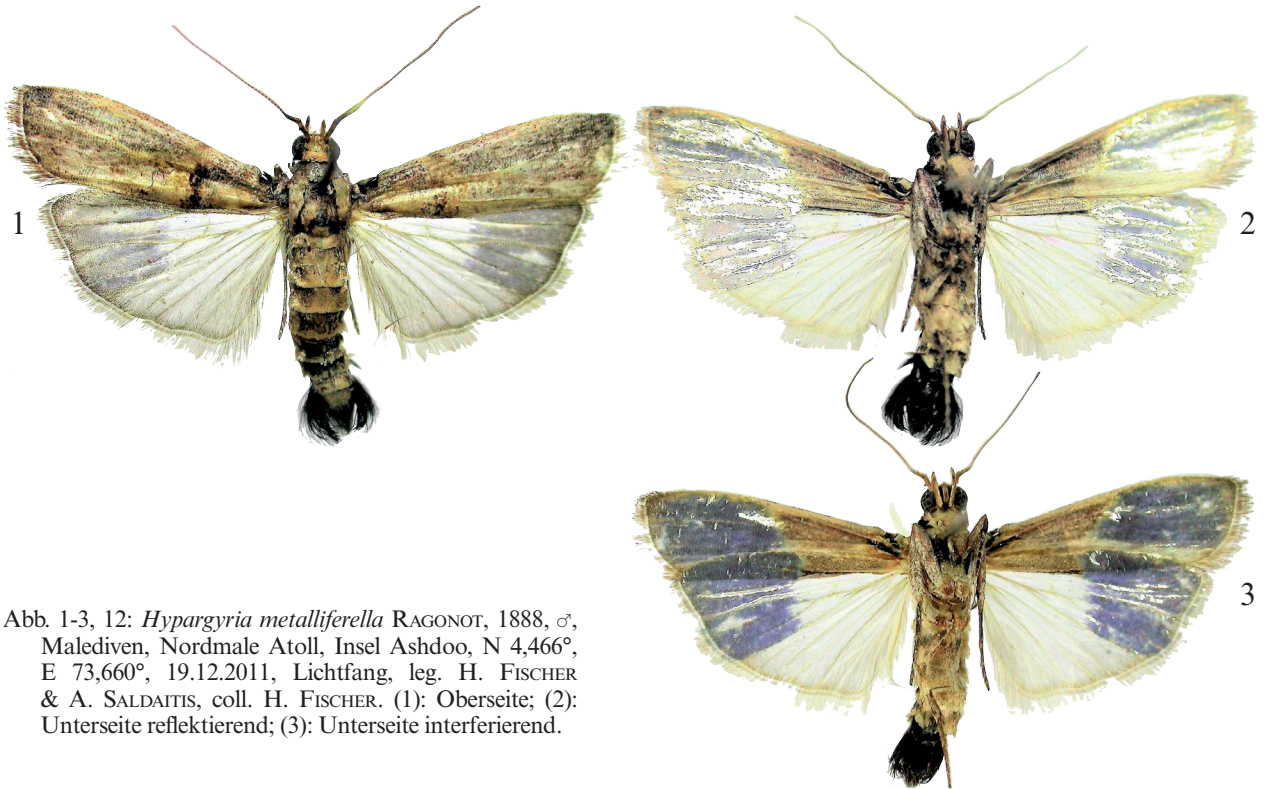 1
2
3
Abb. 1-3, 12: Hypargyria metalliferella RAGONOT, 1888, ♂,
Malediven, Nordmale Atoll, Insel Ashdoo, N 4,466°,
E 73,660°, 19.12.2011, Lichtfang, leg. H. FISCHER
& A. SALDAITIS, coll. H. FISCHER. (1): Oberseite; (2):
Unterseite reflektierend; (3): Unterseite interferierend.